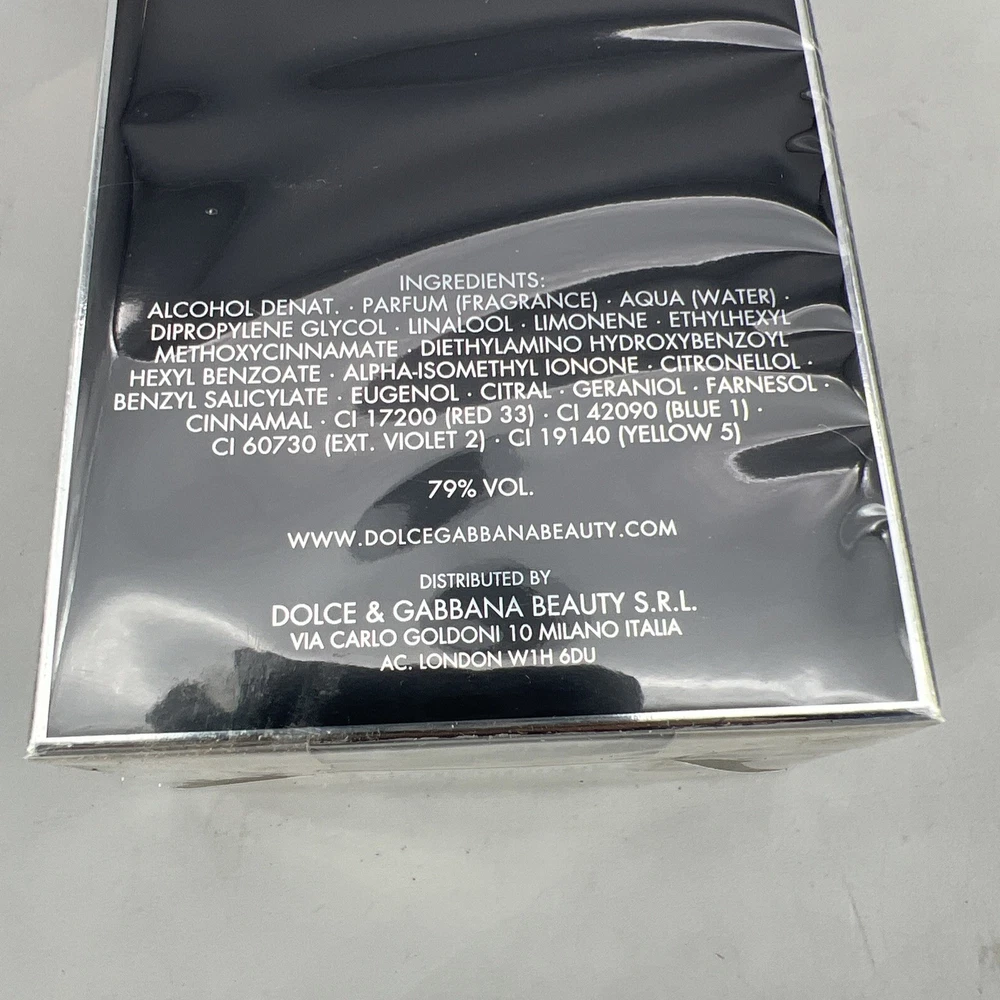 INGREDIENTS:
ALCOHOL DENAT. · PARFUM (FRAGRANCE) · AQUA (WATER) ·
DIPROPYLENE GLYCOL · LINALOOL · LIMONENE · ETHYLHEXYL
METHOXYCINNAMATE · DIETHYLAMINO HYDROXYBENZOYL
HEXYL BENZOATE · ALPHA-ISOMETHYL IONONE · CITRONELLOL ·
BENZYL SALICYLATE · EUGENOL · CITRAL · GERANIOL · FARNESOL ·
CINNAMAL · CI 17200 (RED 33) · CI 42090 (BLUE 1) ·
CI 60730 (EXT. VIOLET 2) · CI 19140 (YELLOW 5)
79% VOL.
WWW.DOLCEGABBANABEAUTY.COM
DISTRIBUTED BY
DOLCE & GABBANA BEAUTY S.R.L.
VIA CARLO GOLDONI 10 MILANO ITALIA
AC. LONDON W1H 6DU